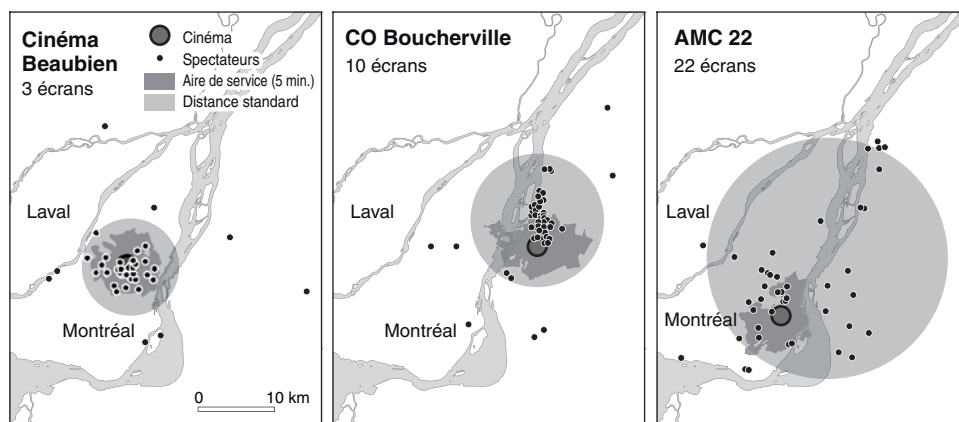 Cinéma
Beaubien
3 écrans
Cinéma
Spectateurs
Aire de service (5 min.)
Distance standard
Laval
Montréal
0 10 km
CO Boucherville
10 écrans
Laval
Montréal
AMC 22
22 écrans
Laval
Montréal